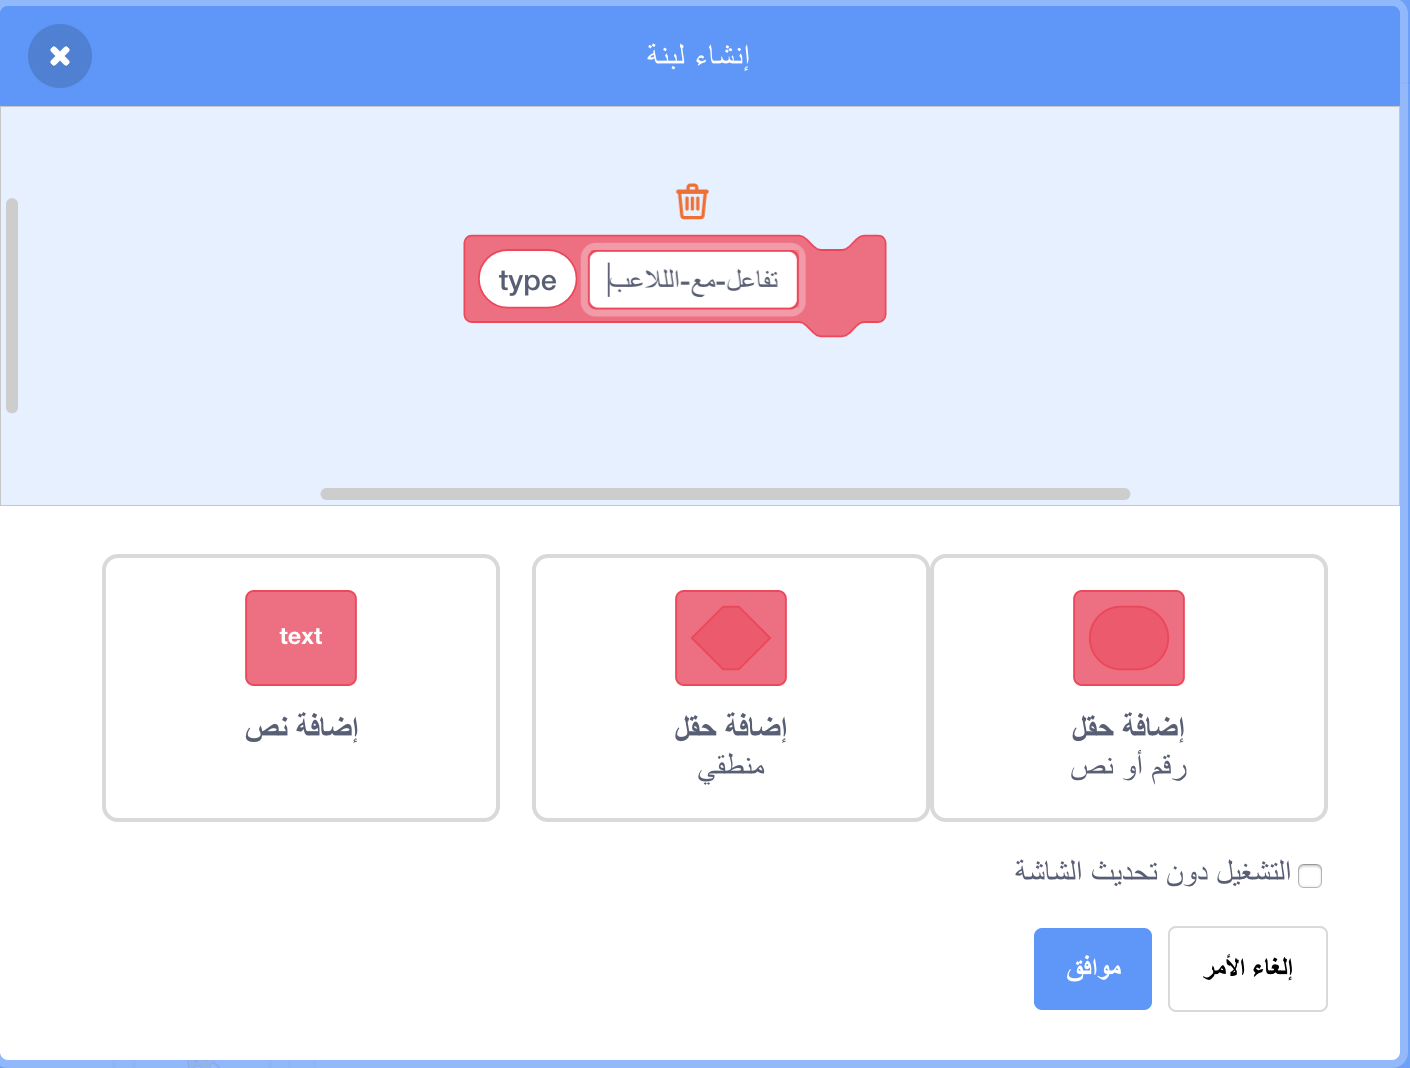 إنشاء لبنة
تفاعل-مع-الللاعب type
إضافة حقل
رقم أو نص
إضافة حقل
منطقي
text
إضافة نص
التشغيل دون تحديث الشاشة
إلغاء الأمر
موافق